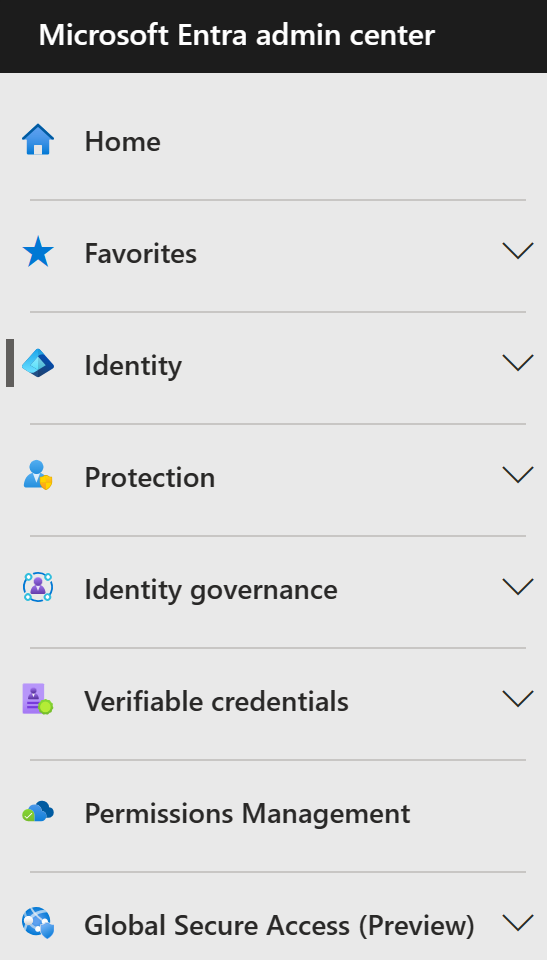 Microsoft Entra admin center
Home
Favorites
Identity
Protection
Identity governance
Verifiable credentials
Permissions Management
Global Secure Access (Preview)